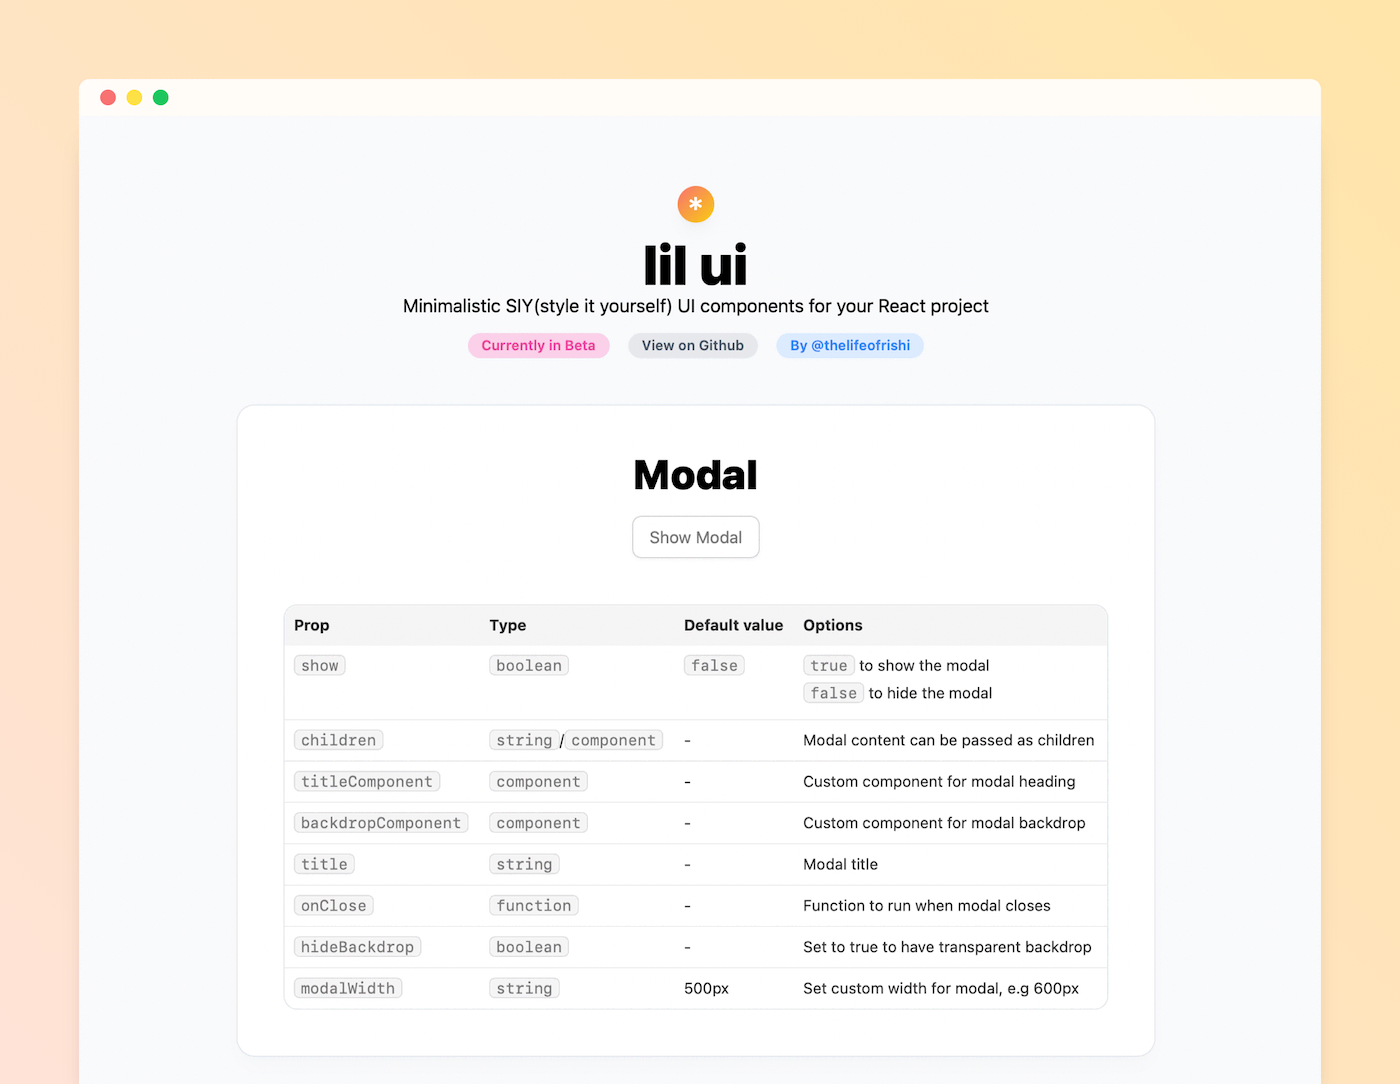 *
lil ui
Minimalistic SIY(style it yourself) UI components for your React project
Currently in Beta View on Github By @thelifeofrishi
Modal
Show Modal
Prop Type Default value Options
show boolean false true to show the modal
false to hide the modal
children string/component - Modal content can be passed as children
titleComponent component - Custom component for modal heading
backdropComponent component - Custom component for modal backdrop
title string - Modal title
onClose function - Function to run when modal closes
hideBackdrop boolean - Set to true to have transparent backdrop
modalWidth string 500px Set custom width for modal, e.g 600px